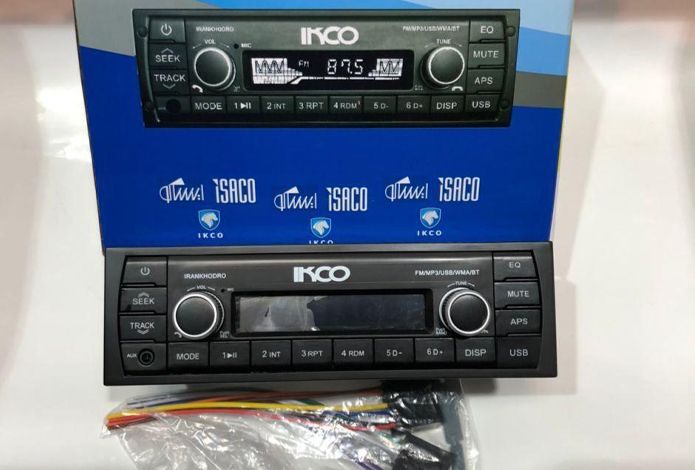 IRANKHODRO IKCO FM/MP3/USB/WMA/BT EQ
VOL MIC TUNE
SEEK MUTE
FM 87.5
TRACK APS
MODE 1 2 INT 3 RPT 4 RDM 5 D- 6 D+ DISP USB
ایساکو ISACO ایساکو ISACO ایساکو ISACO
IKCO IKCO IKCO
IRANKHODRO IKCO FM/MP3/USB/WMA/BT EQ
VOL TUNE
SEEK MUTE
TRACK APS
AUX MODE 1 2 INT 3 RPT 4 RDM 5 D- 6 D+ DISP USB